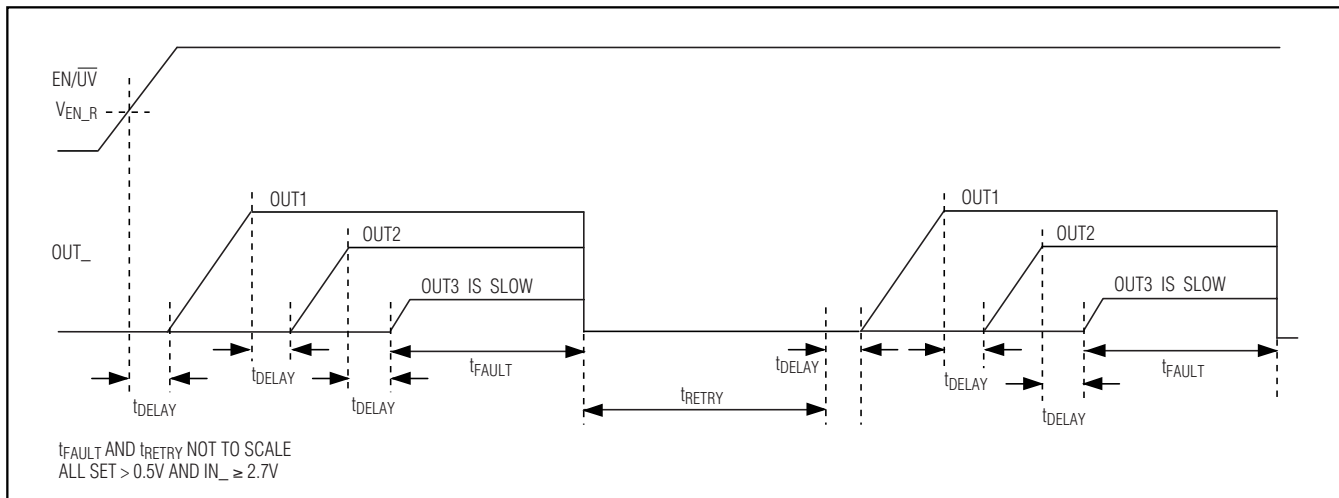 EN/U̅V̅
VEN_R
OUT1
OUT2
OUT_
OUT3 IS SLOW
tDELAY
tDELAY
tDELAY
tFAULT
tRETRY
OUT1
OUT2
OUT3 IS SLOW
tDELAY
tDELAY
tDELAY
tFAULT
tFAULT AND tRETRY NOT TO SCALE
ALL SET > 0.5V AND IN_ ≥ 2.7V